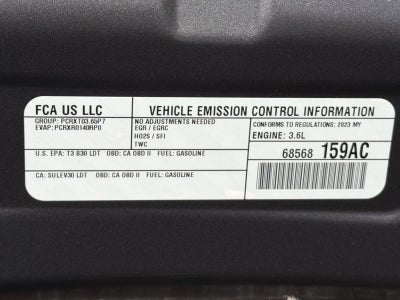 FCA US LLC
VEHICLE EMISSION CONTROL INFORMATION
GROUP: PCRXT03.65P7
EVAP: PCRXR0140RP0
NO ADJUSTMENTS NEEDED
EGR / EGRC
HO2S / SFI
TWC
CONFORMS TO REGULATIONS: 2023 MY
ENGINE: 3.6L
68568 159AC
U.S. EPA: T3 B30 LDT OBD: CA OBD II FUEL: GASOLINE
CA: SULEV30 LDT OBD: CA OBD II FUEL: GASOLINE